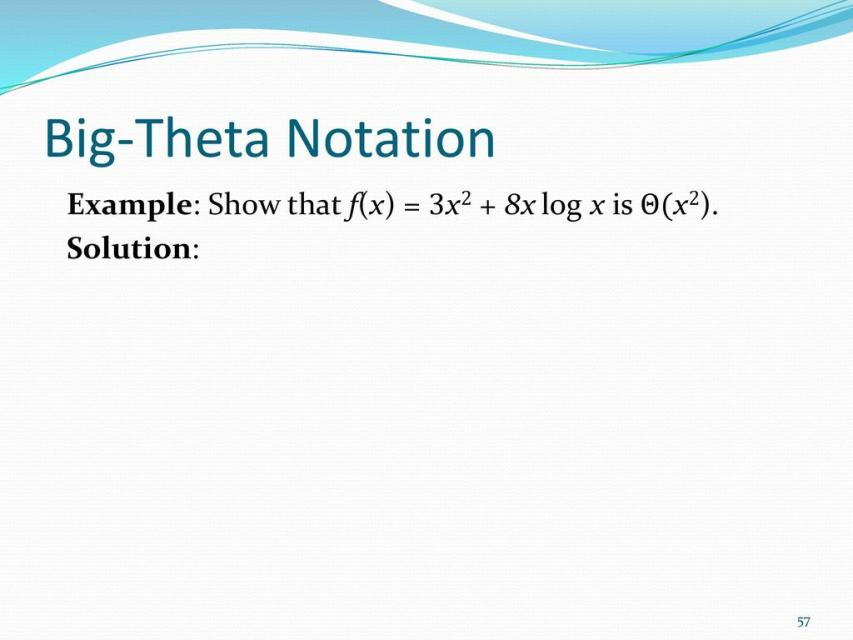 Big-Theta Notation
Example: Show that f(x) = 3x² + 8x log x is Θ(x²).
Solution:
57